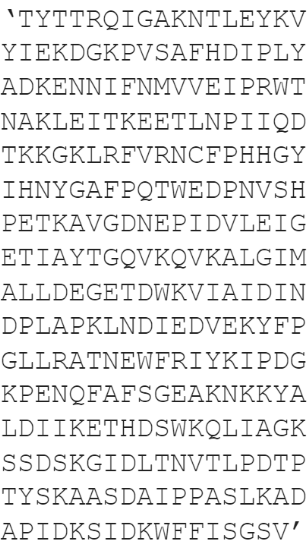 ‘TYTTRQIGAKNTLEYKV
YIEKDGKPVSAFHDIPLY
ADKENNIFNMVVEIPRWT
NAKLEITKEETLNPIIQD
TKKGKLRFVRNCFPHHGY
IHNYGAFPQTWEDPNVSH
PETKAVGDNEPIDVLEIG
ETIAYTGQVKQVKALGIM
ALLDEGETDWKVIAIDIN
DPLAPKLNDIEDVEKYFP
GLLRATNEWFRIYKIPDG
KPENQFAFSGEAKNKKYA
LDIIKETHDSWKQLIAGK
SSDSKGIDLTNVTLPDTP
TYSKAASDAIPPASLKAD
APIDKSIDKWFFISGSV’